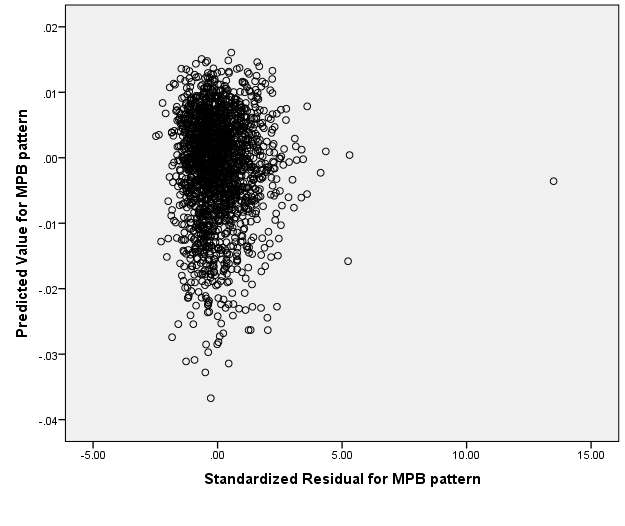 .02
.01
.00
-.01
-.02
-.03
-.04
Predicted Value for MPB pattern
-5.00 .00 5.00 10.00 15.00
Standardized Residual for MPB pattern